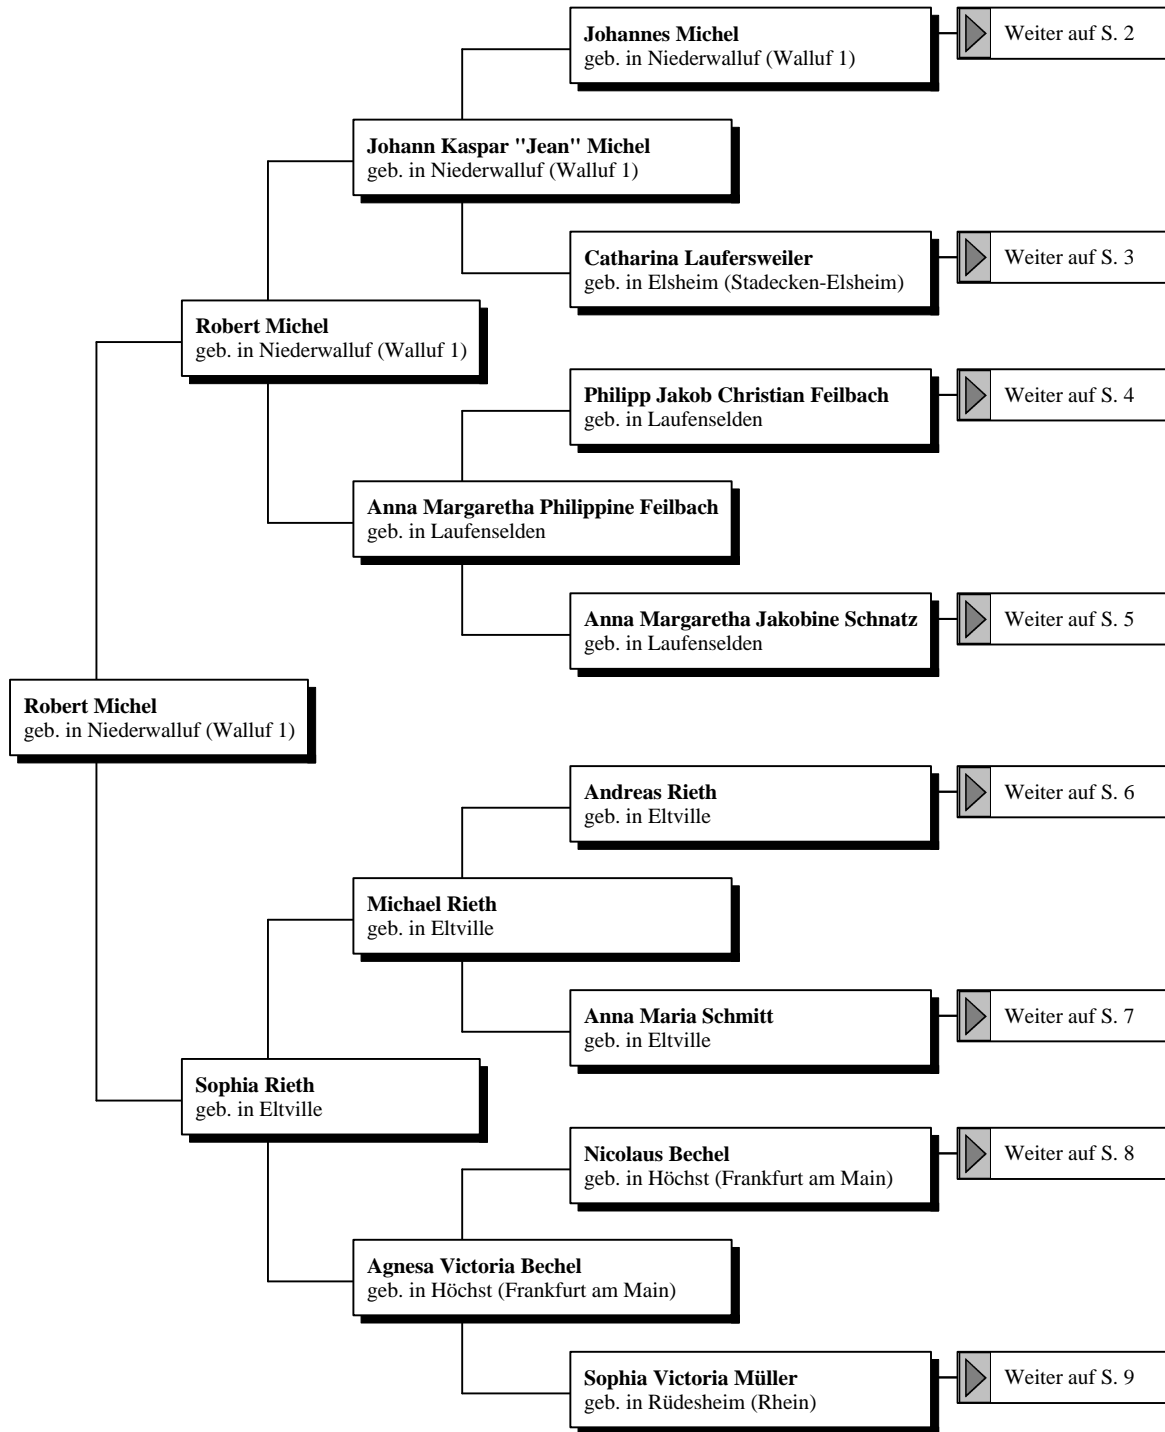 Johannes Michel
geb. in Niederwalluf (Walluf 1)
Weiter auf S. 2
Johann Kaspar "Jean" Michel
geb. in Niederwalluf (Walluf 1)
Catharina Laufersweiler
geb. in Elsheim (Stadecken-Elsheim)
Weiter auf S. 3
Robert Michel
geb. in Niederwalluf (Walluf 1)
Philipp Jakob Christian Feilbach
geb. in Laufenselden
Weiter auf S. 4
Anna Margaretha Philippine Feilbach
geb. in Laufenselden
Anna Margaretha Jakobine Schnatz
geb. in Laufenselden
Weiter auf S. 5
Robert Michel
geb. in Niederwalluf (Walluf 1)
Andreas Rieth
geb. in Eltville
Weiter auf S. 6
Michael Rieth
geb. in Eltville
Anna Maria Schmitt
geb. in Eltville
Weiter auf S. 7
Sophia Rieth
geb. in Eltville
Nicolaus Bechel
geb. in Höchst (Frankfurt am Main)
Weiter auf S. 8
Agnesa Victoria Bechel
geb. in Höchst (Frankfurt am Main)
Sophia Victoria Müller
geb. in Rüdesheim (Rhein)
Weiter auf S. 9